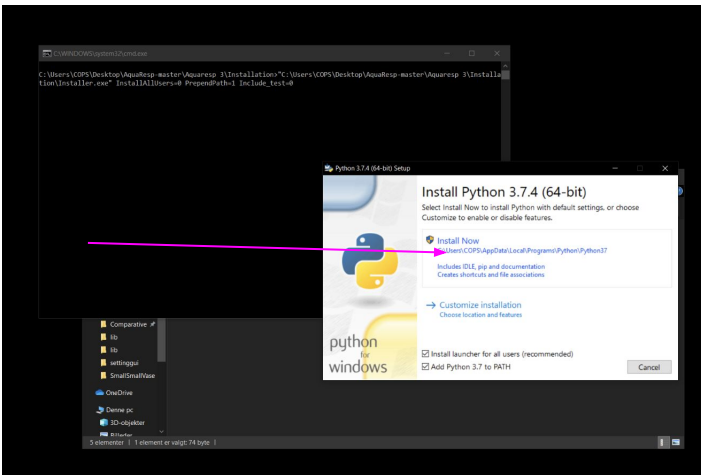 C:\WINDOWS\system32\cmd.exe
C:\Users\COPS\Desktop\AquaResp-master\Aquaresp 3\Installation>"C:\Users\COPS\Desktop\AquaResp-master\Aquaresp 3\Installa
tion\Installer.exe" InstallAllUsers=0 PrependPath=1 Include_test=0
Python 3.7.4 (64-bit) Setup
Install Python 3.7.4 (64-bit)
Select Install Now to install Python with default settings, or choose
Customize to enable or disable features.
Install Now
C:\Users\COPS\AppData\Local\Programs\Python\Python37
Includes IDLE, pip and documentation
Creates shortcuts and file associations
Customize installation
Choose location and features
python
for
windows
Install launcher for all users (recommended)
Add Python 3.7 to PATH
Cancel
Comparative
lib
lib
settinggui
SmallSmallVase
OneDrive
Denne pc
3D-objekter
Billeder
5 elementer
1 element er valgt: 74 byte